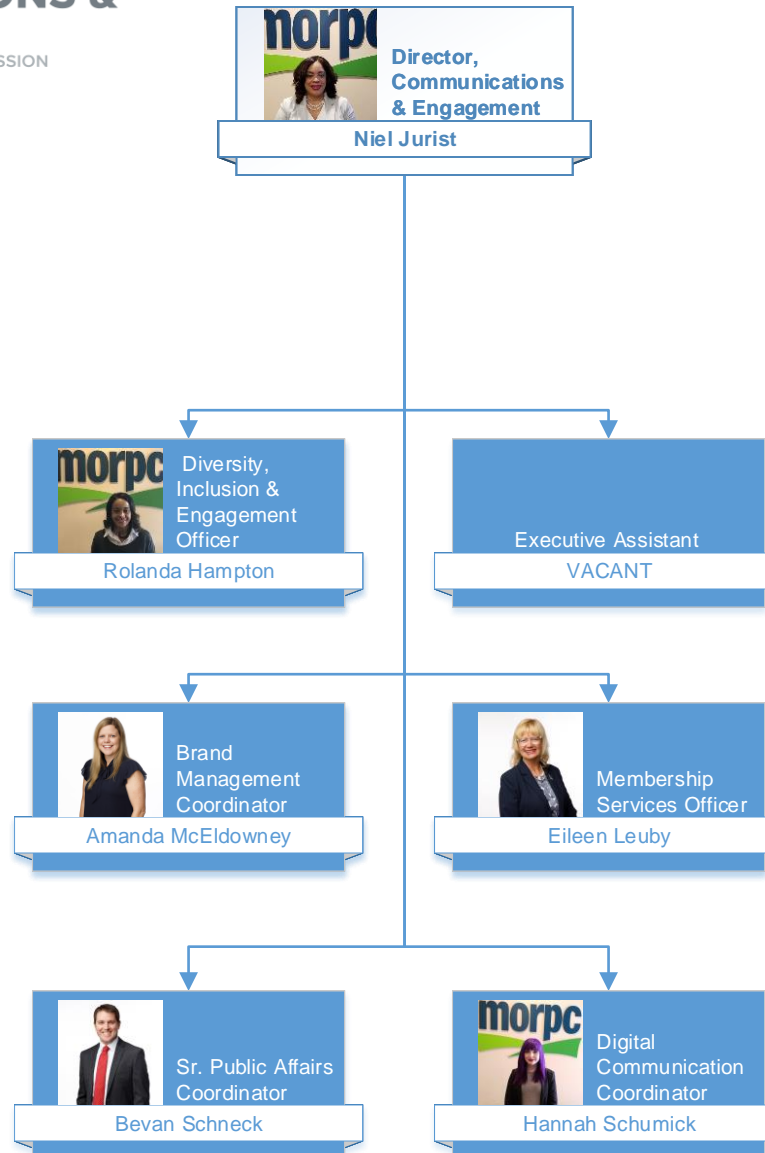 &
SSION
morpc
Director,
Communications
& Engagement
Niel Jurist
morpc
Diversity,
Inclusion &
Engagement
Officer
Rolanda Hampton
Executive Assistant
VACANT
Brand
Management
Coordinator
Amanda McEldowney
Membership
Services Officer
Eileen Leuby
Sr. Public Affairs
Coordinator
Bevan Schneck
morpc
Digital
Communication
Coordinator
Hannah Schumick